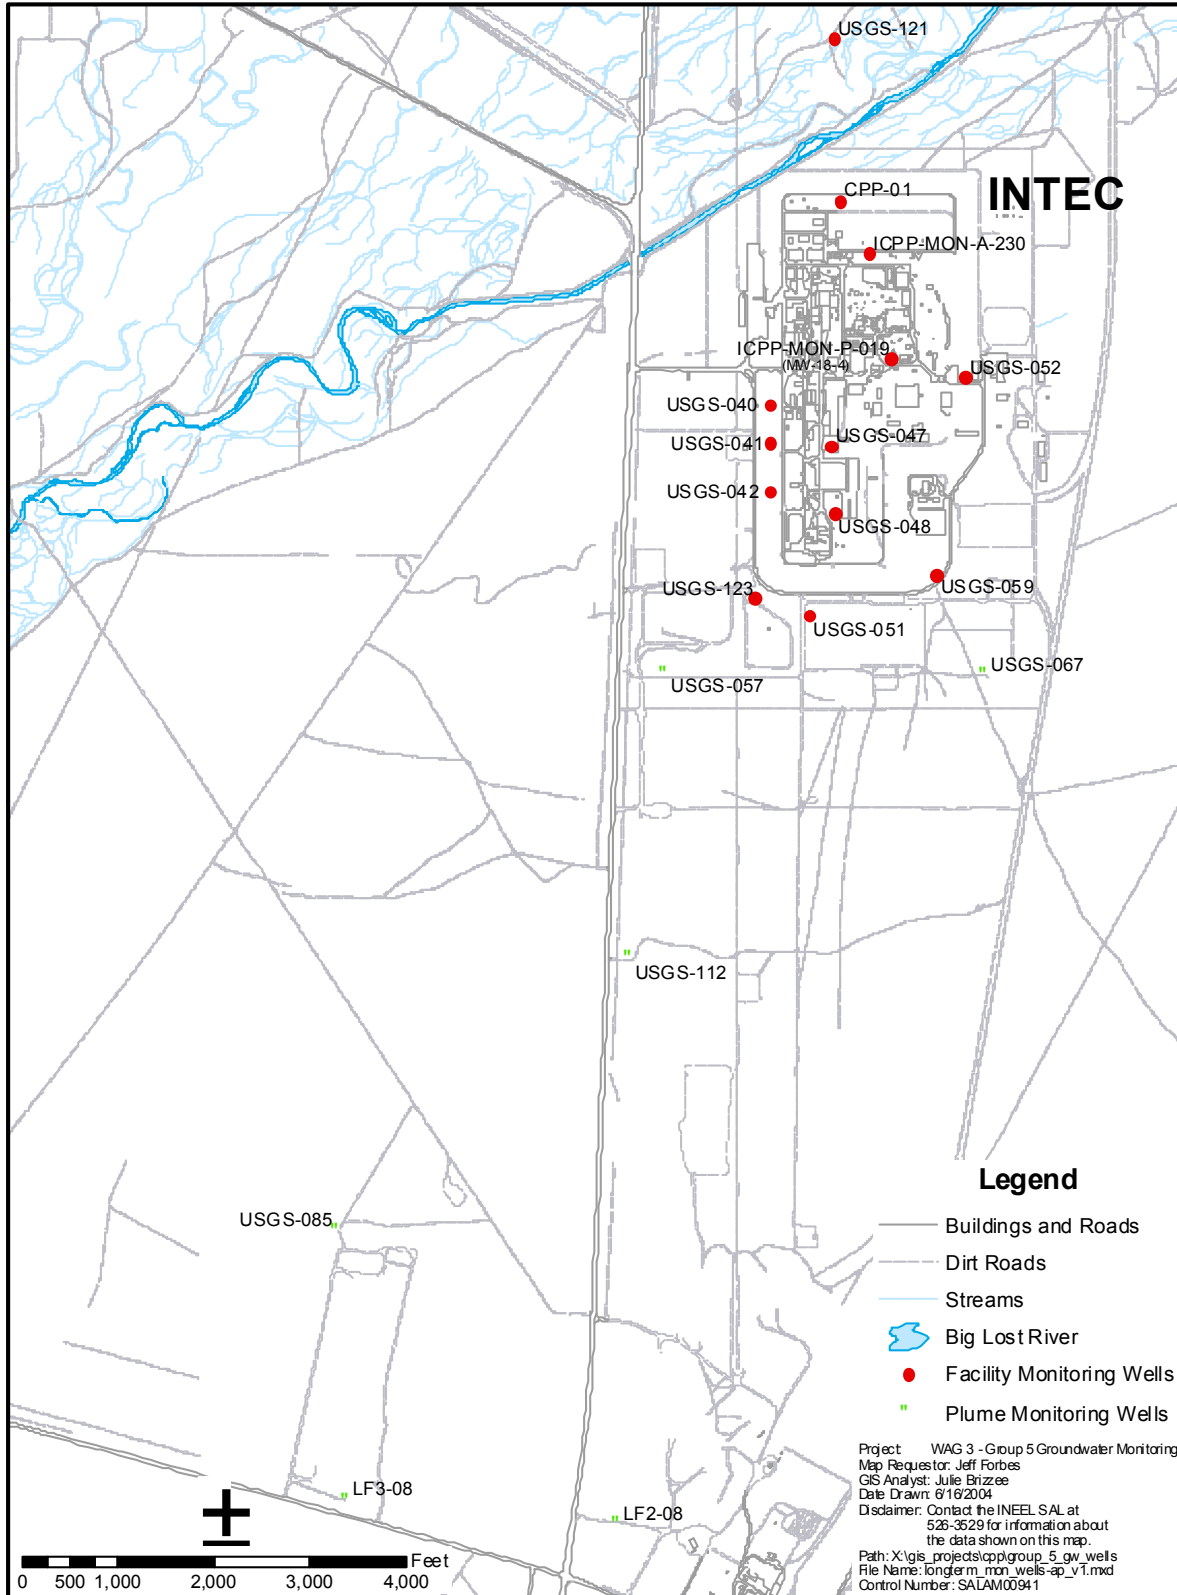 USGS-121
CPP-01
INTEC
ICPP-MON-A-230
ICPP-MON-P-019
(MW-18-4)
USGS-052
USGS-040
USGS-047
USGS-041
USGS-042
USGS-048
USGS-123
USGS-059
USGS-051
USGS-057
USGS-067
USGS-112
USGS-085
LF3-08
LF2-08
Legend
Buildings and Roads
Dirt Roads
Streams
Big Lost River
Facility Monitoring Wells
Plume Monitoring Wells
Project: WAG 3 - Group 5 Groundwater Monitoring
Map Requestor: Jeff Forbes
GIS Analyst: Julie Brizzee
Date Drawn: 6/16/2004
Disclaimer: Contact the INEEL SAL at
526-3529 for information about
the data shown on this map.
Path: X:\gis_projects\cpp\group_5_gw_wells
File Name: longterm_mon_wells-ap_v1.mxd
Control Number: SALAM00941
Feet
0 500 1,000 2,000 3,000 4,000